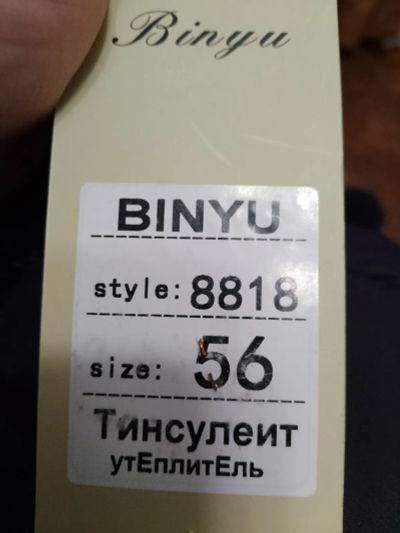 Binyu
BINYU
style: 8818
size: 56
Тинсулеит
утЕплитЕль